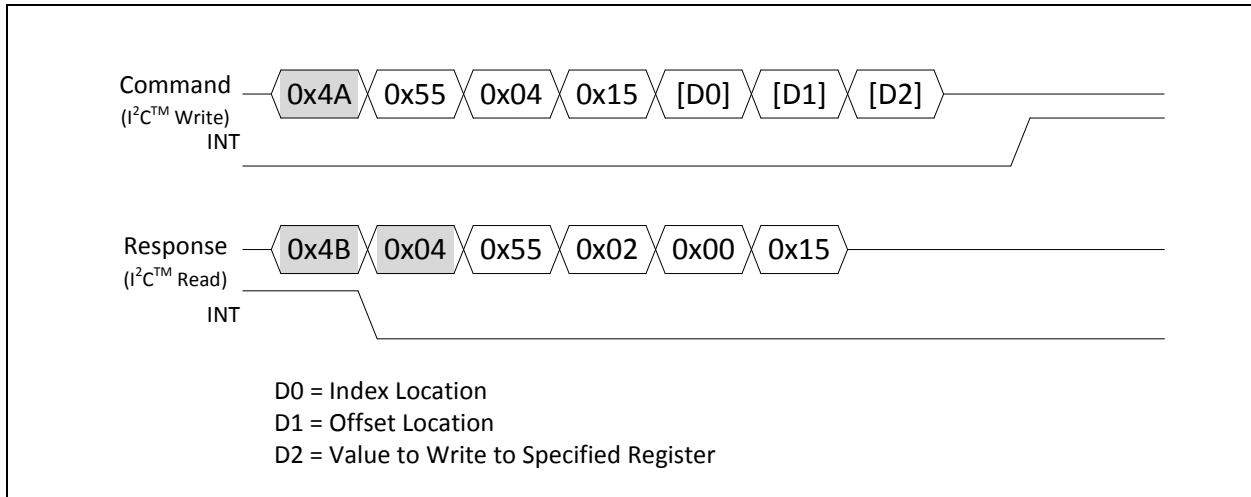 Command 0x4A 0x55 0x04 0x15 [D0] [D1] [D2]
(I²C™ Write)
INT
Response 0x4B 0x04 0x55 0x02 0x00 0x15
(I²C™ Read)
INT
D0 = Index Location
D1 = Offset Location
D2 = Value to Write to Specified Register